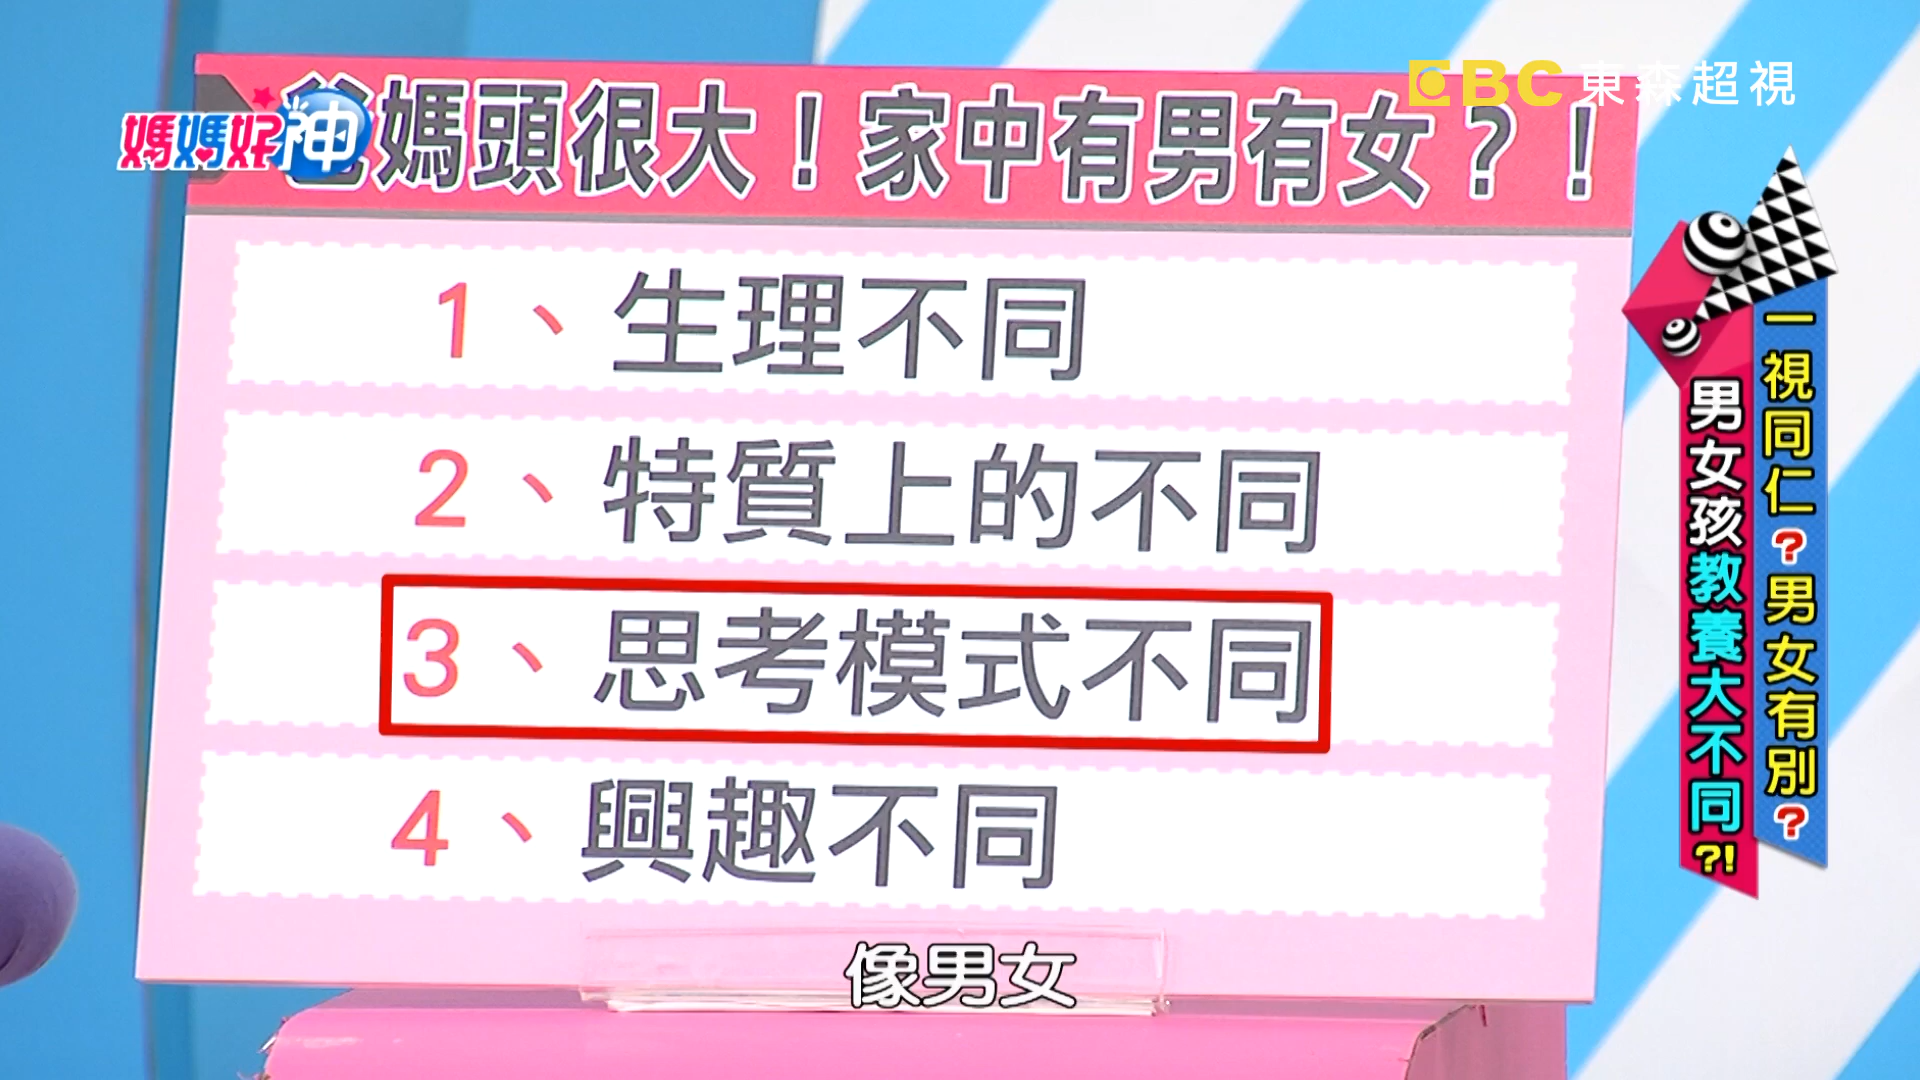 EBC 東森超視
媽媽好神
爸媽頭很大！家中有男有女？！
1、生理不同
2、特質上的不同
3、思考模式不同
4、興趣不同
一視同仁？男女有別？
男女孩教養大不同?!
像男女